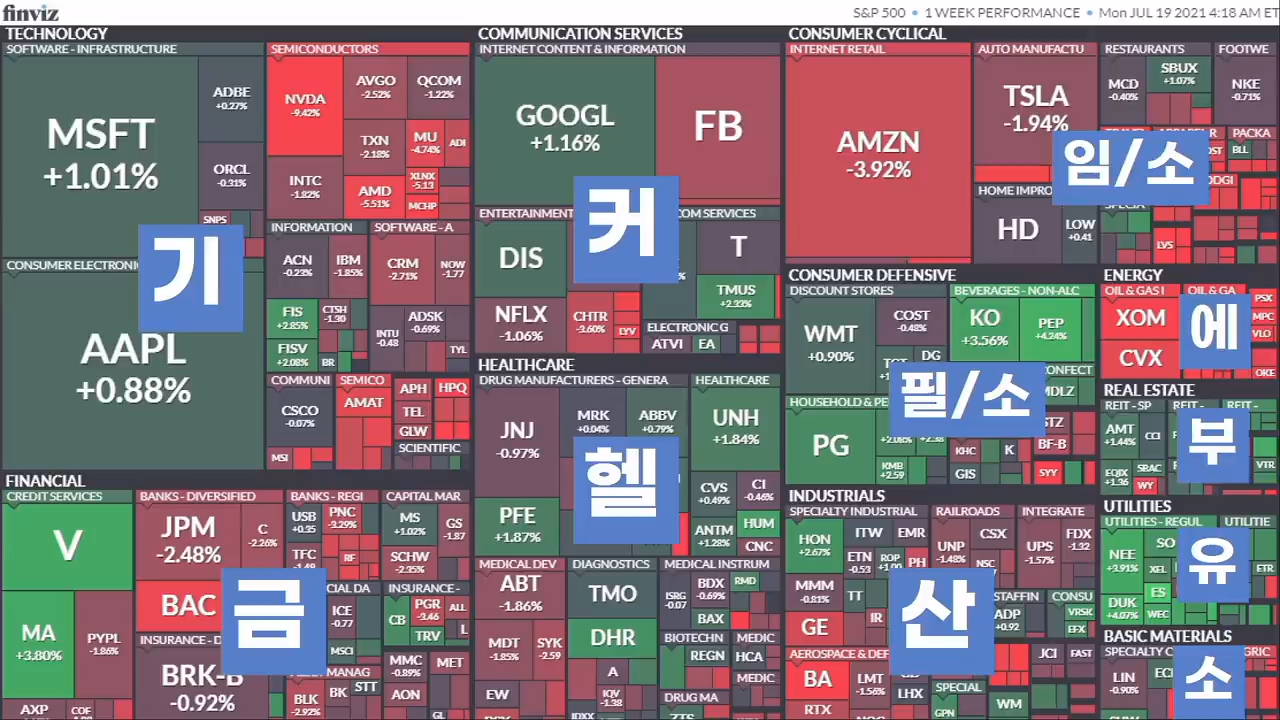 finviz
S&P 500 • 1 WEEK PERFORMANCE • Mon JUL 19 2021 4:18 AM ET
TECHNOLOGY
SOFTWARE - INFRASTRUCTURE
MSFT
+1.01%
ADBE
+0.27%
ORCL
-0.31%
SNPS
CONSUMER ELECTRONI
AAPL
+0.88%
기
SEMICONDUCTORS
NVDA
-9.42%
AVGO
-2.52%
QCOM
-1.22%
TXN
-2.18%
MU
-4.74%
ADI
INTC
-1.82%
AMD
-5.51%
XLNX
-5.13
MCHP
INFORMATION
ACN
-0.23%
IBM
-1.85%
FIS
+2.85%
CTSH
-1.30
FISV
+2.08%
BR
SOFTWARE - A
CRM
-2.71%
NOW
-1.77
INTU
-0.48
ADSK
-0.69%
TYL
COMMUNI
CSCO
-0.07%
MSI
SEMICO
AMAT
APH
HPQ
TEL
GLW
SCIENTIFIC
COMMUNICATION SERVICES
INTERNET CONTENT & INFORMATION
GOOGL
+1.16%
FB
커
ENTERTAINMENT
DIS
NFLX
-1.06%
CHTR
-3.60%
LYV
COM SERVICES
T
TMUS
+2.33%
ELECTRONIC G
ATVI
EA
CONSUMER CYCLICAL
INTERNET RETAIL
AMZN
-3.92%
AUTO MANUFACTU
TSLA
-1.94%
RESTAURANTS
MCD
-0.40%
SBUX
+1.07%
FOOTWE
NKE
-0.71%
PACKA
BLL
임/소
HOME IMPRO
HD
LOW
+0.41
LVS
CONSUMER DEFENSIVE
DISCOUNT STORES
WMT
+0.90%
COST
-0.48%
DG
BEVERAGES - NON-ALC
KO
+3.56%
PEP
+4.24%
CONFECT
MDLZ
STZ
BF-B
필/소
HOUSEHOLD & PE
PG
+2.08%
+2.38
KMB
+2.59
KHC
K
GIS
SYY
ENERGY
OIL & GAS I
XOM
CVX
OIL & GA
PSX
MPC
VLO
OKE
에
REAL ESTATE
REIT - SP
AMT
+1.44%
CCI
EQIX
+1.36
SBAC
WY
REIT -
REIT -
VTR
부
HEALTHCARE
DRUG MANUFACTURERS - GENERA
JNJ
-0.97%
MRK
+0.04%
ABBV
+0.79%
PFE
+1.87%
헬
HEALTHCARE
UNH
+1.84%
CVS
+0.49%
CI
-0.46%
ANTM
+1.28%
HUM
CNC
MEDICAL DEV
ABT
-1.86%
MDT
-1.85%
SYK
-2.59
EW
DIAGNOSTICS
TMO
DHR
A
IQV
-1.38
IDXX
MEDICAL INSTRUM
ISRG
-0.07
BDX
-0.69%
RMD
BAX
BIOTECHN
REGN
MEDIC
HCA
MEDIC
DRUG MA
ZTS
FINANCIAL
CREDIT SERVICES
V
MA
+3.80%
PYPL
-1.86%
AXP
COF
BANKS - DIVERSIFIED
JPM
-2.48%
C
-2.26%
BAC
금
INSURANCE - D
BRK-B
-0.92%
BANKS - REGI
USB
+0.35
PNC
-3.29%
TFC
RF
CAPITAL MAR
MS
+1.02%
GS
-1.87
SCHW
-2.35%
ICE
-0.77
MSCI
INSURANCE -
CB
PGR
-3.46
ALL
TRV
L
MMC
-0.89%
MET
AON
GL
BLK
-2.92%
BK
STT
INDUSTRIALS
SPECIALTY INDUSTRIAL
HON
+2.67%
ITW
EMR
ETN
-0.53
ROP
PH
MMM
-0.81%
TT
GE
IR
산
RAILROADS
UNP
-1.48%
CSX
NSC
INTEGRATE
UPS
-1.57%
FDX
-1.32
STAFFIN
ADP
+0.92
CONSU
VRSK
EFX
AEROSPACE & DEF
BA
LMT
-1.56%
RTX
LHX
SPECIAL
GPN
WM
JCI
FAST
UTILITIES
UTILITIES - REGUL
NEE
+3.91%
SO
XEL
DUK
+4.07%
ES
WEC
UTILITIE
ETR
유
BASIC MATERIALS
SPECIALTY C
LIN
-0.90%
소